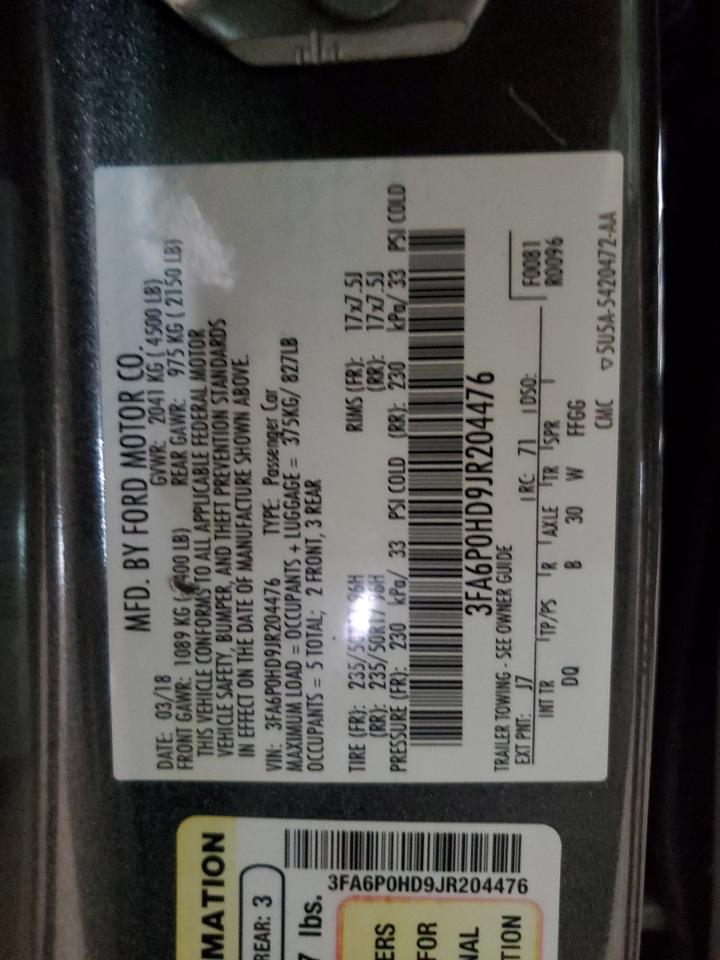 MFD. BY FORD MOTOR CO.
DATE: 03/18 GVWR: 2041 KG ( 4500 LB)
FRONT GAWR: 1089 KG ( 400 LB) REAR GAWR: 975 KG ( 2150 LB)
THIS VEHICLE CONFORMS TO ALL APPLICABLE FEDERAL MOTOR
VEHICLE SAFETY, BUMPER, AND THEFT PREVENTION STANDARDS
IN EFFECT ON THE DATE OF MANUFACTURE SHOWN ABOVE.
VIN: 3FA6P0HD9JR204476 TYPE: Passenger Car
MAXIMUM LOAD = OCCUPANTS + LUGGAGE = 375KG/ 827LB
OCCUPANTS = 5 TOTAL; 2 FRONT, 3 REAR
TIRE (FR): 235/ 96H RIMS (FR): 17x7.5J
(RR): 235/50R17 96H (RR): 17x7.5J
PRESSURE (FR): 230 kPa/ 33 PSI COLD (RR): 230 kPa/ 33 PSI COLD
3FA6P0HD9JR204476
TRAILER TOWING - SEE OWNER GUIDE
EXT PNT: J7 RC: 71 DSO: F0081
R0096
INT TR TP/PS R AXLE TR SPR
DQ B 30 W FFGG
CMC ▽5U5A-5420472-AA
MATION
REAR: 3
7 lbs.
3FA6P0HD9JR204476
ERS
FOR
NAL
TION